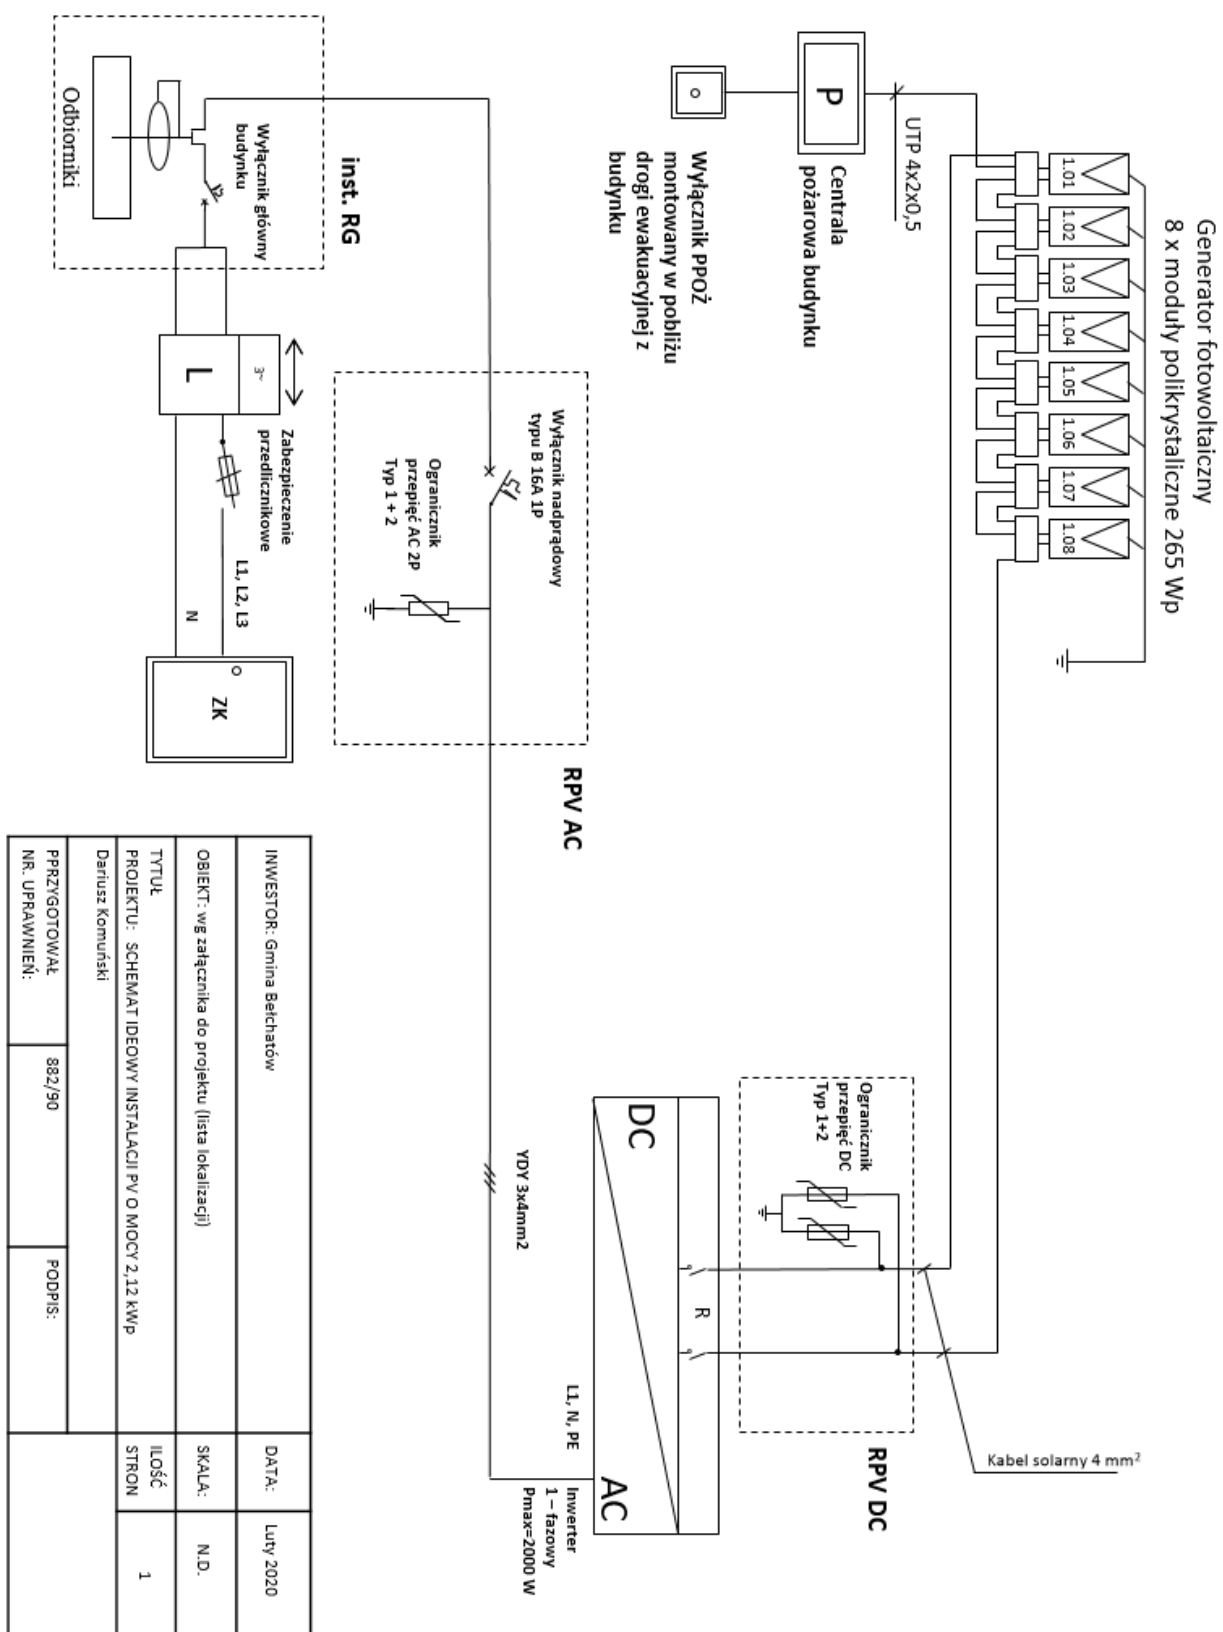 Generator fotowoltaiczny
8 x moduły polikrystaliczne 265 Wp
1.01
1.02
1.03
1.04
1.05
1.06
1.07
1.08
UTP 4x2x0,5
P
Centrala
pożarowa budynku
Wyłącznik PPOŻ
montowany w pobliżu
drogi ewakuacyjnej z
budynku
Kabel solarny 4 mm²
RPV DC
Ogranicznik
przepięć DC
Typ 1+2
R
DC
AC
Inwerter
1 – fazowy
Pmax=2000 W
L1, N, PE
YDY 3x4mm2
RPV AC
Wyłącznik nadprądowy
typu B 16A 1P
Ogranicznik
przepięć AC 2P
Typ 1 + 2
inst. RG
Wyłącznik główny
budynku
Odbiorniki
3~
L
Zabezpieczenie
przedlicznikowe
L1, L2, L3
N
ZK
INWESTOR: Gmina Bełchatów
DATA:
Luty 2020
OBIEKT: wg załącznika do projektu (lista lokalizacji)
SKALA:
N.D.
TYTUŁ
PROJEKTU: SCHEMAT IDEOWY INSTALACJI PV O MOCY 2,12 kWp
ILOŚĆ
STRON
1
Dariusz Komuński
PPRZYGOTOWAŁ
NR. UPRAWNIEŃ:
882/90
PODPIS: